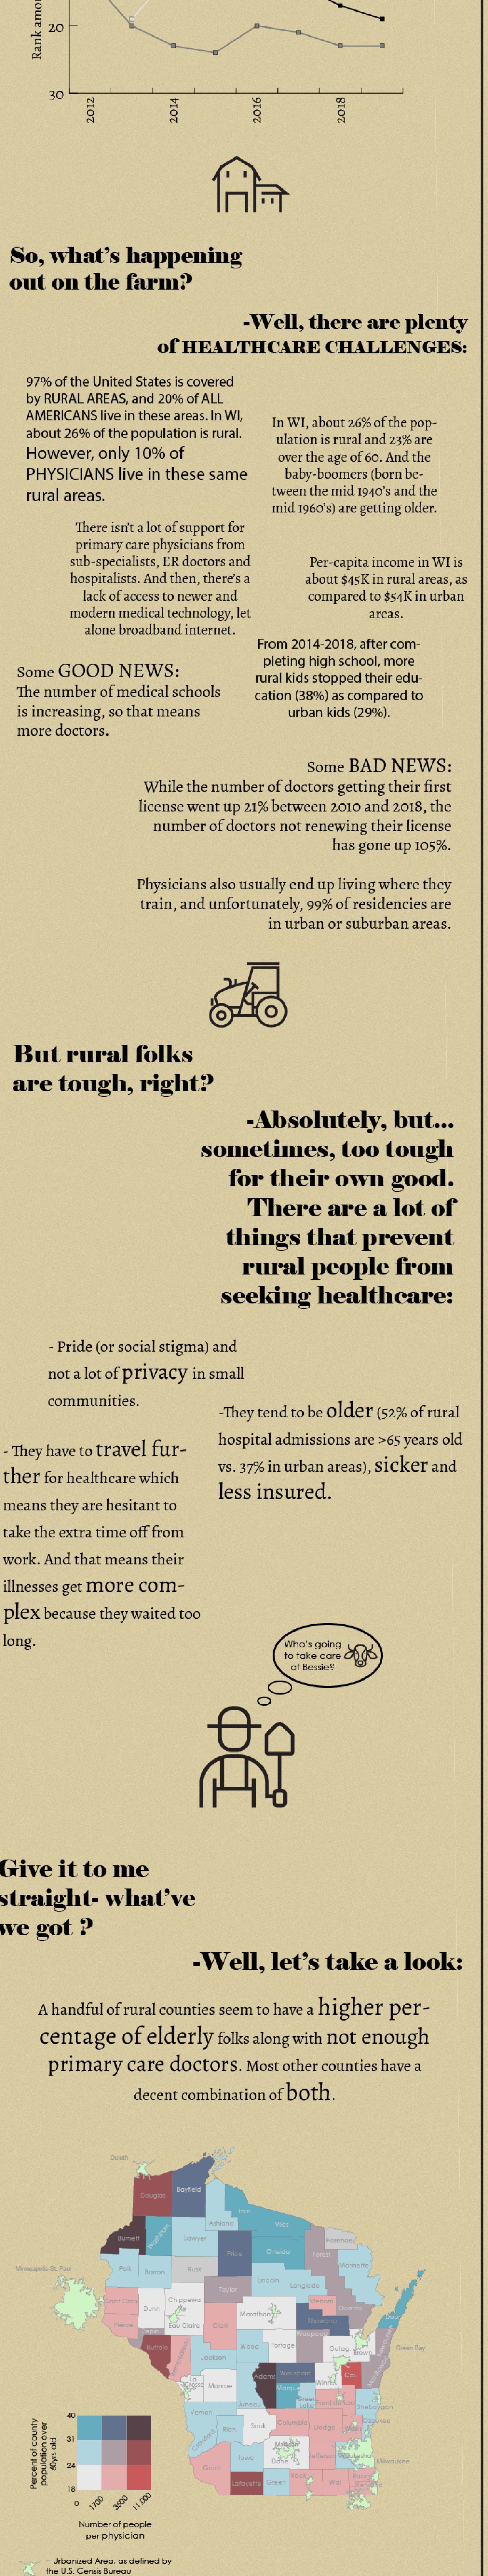 Rank amon
20
30
2012
2014
2016
2018
So, what's happening
out on the farm?
-Well, there are plenty
of HEALTHCARE CHALLENGES:
97% of the United States is covered
by RURAL AREAS, and 20% of ALL
AMERICANS live in these areas. In WI,
about 26% of the population is rural.
However, only 10% of
PHYSICIANS live in these same
rural areas.
In WI, about 26% of the pop-
ulation is rural and 23% are
over the age of 60. And the
baby-boomers (born be-
tween the mid 1940's and the
mid 1960's) are getting older.
There isn't a lot of support for
primary care physicians from
sub-specialists, ER doctors and
hospitalists. And then, there's a
lack of access to newer and
modern medical technology, let
alone broadband internet.
Per-capita income in WI is
about $45K in rural areas, as
compared to $54K in urban
areas.
From 2014-2018, after com-
pleting high school, more
rural kids stopped their edu-
cation (38%) as compared to
urban kids (29%).
Some GOOD NEWS:
The number of medical schools
is increasing, so that means
more doctors.
Some BAD NEWS:
While the number of doctors getting their first
license went up 21% between 2010 and 2018, the
number of doctors not renewing their license
has gone up 105%.
Physicians also usually end up living where they
train, and unfortunately, 99% of residencies are
in urban or suburban areas.
But rural folks
are tough, right?
-Absolutely, but...
sometimes, too tough
for their own good.
There are a lot of
things that prevent
rural people from
seeking healthcare:
- Pride (or social stigma) and
not a lot of privacy in small
communities.
-They tend to be older (52% of rural
hospital admissions are >65 years old
vs. 37% in urban areas), sicker and
less insured.
- They have to travel fur-
ther for healthcare which
means they are hesitant to
take the extra time off from
work. And that means their
illnesses get more com-
plex because they waited too
long.
Who's going
to take care
of Bessie?
Give it to me
straight- what've
we got ?
-Well, let's take a look:
A handful of rural counties seem to have a higher per-
centage of elderly folks along with not enough
primary care doctors. Most other counties have a
decent combination of both.
Duluth
Douglas
Bayfield
Ashland
Iron
Vilas
Burnett
Washburn
Sawyer
Price
Oneida
Forest
Florence
Marinette
Minneapolis-St. Paul
Polk
Barron
Rusk
Lincoln
Langlade
Taylor
Saint Croix
Dunn
Chippewa
Marathon
Menom.
Oconto
Door
Pierce
Pepin
Eau Claire
Clark
Shawano
Buffalo
Wood
Portage
Waupaca
Outag.
Brown
Green Bay
Jackson
Adams
Waushara
Winn.
Cal.
La
Monroe
Juneau
Marque.
Green
Lake
Fond du Lac
Sheboygan
Vernon
Crawford
Rich.
Sauk
Columbia
Dodge
Ozaukee
Grant
Iowa
Dane
Jefferson
Waukesha
Milwaukee
Lafayette
Green
Rock
Wal.
Racine
Kenosha
Percent of county
population over
60yrs old
40
31
24
18
0
1700
3500
11,000
Number of people
per physician
= Urbanized Area, as defined by
the U.S. Censis Bureau